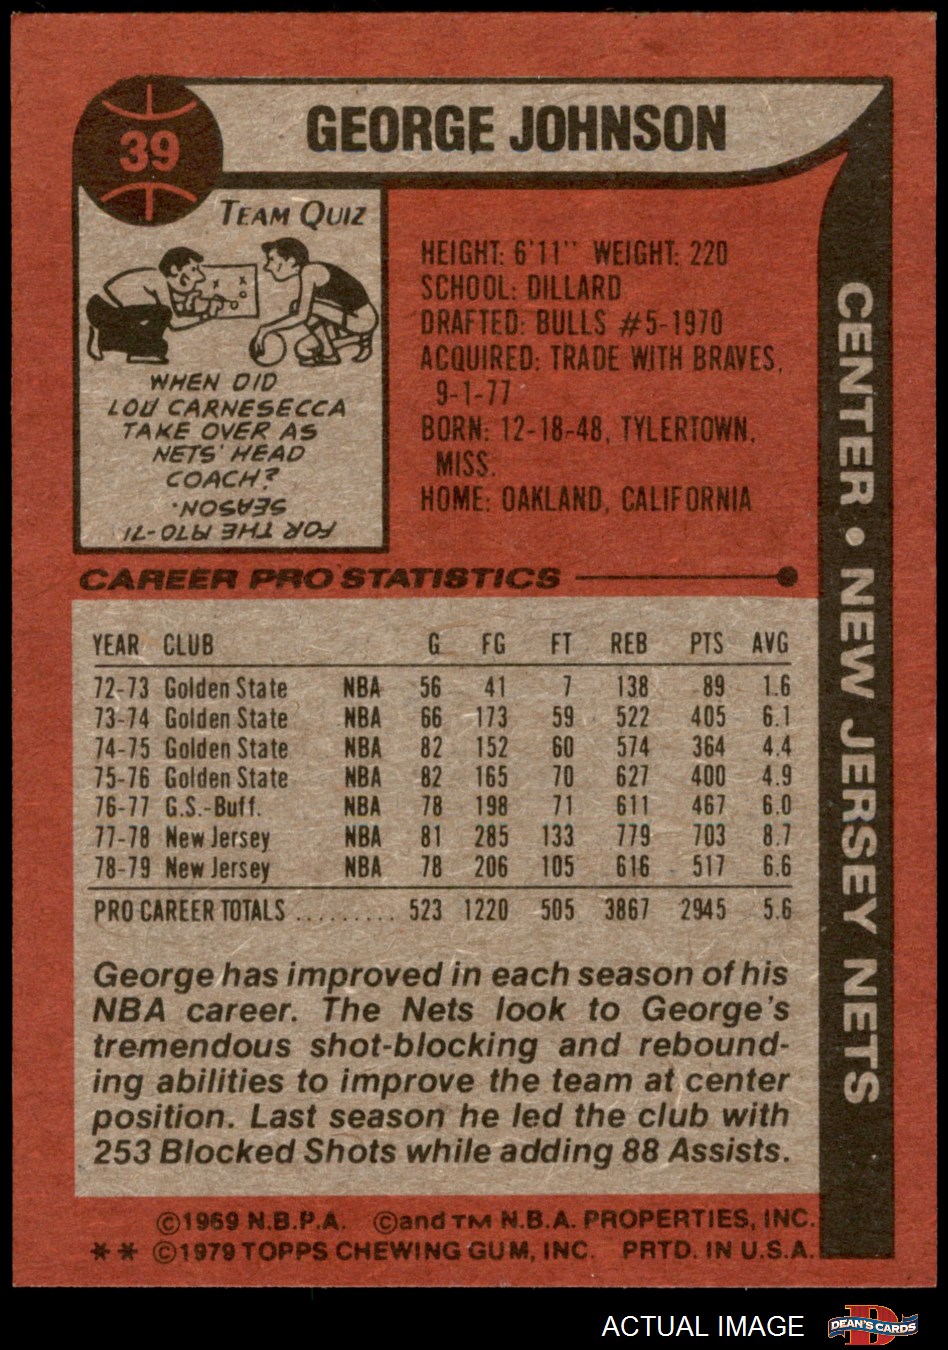 39
GEORGE JOHNSON
TEAM QUIZ
WHEN DID
LOU CARNESECCA
TAKE OVER AS
NETS' HEAD
COACH?
FOR THE 1970-71
SEASON.
HEIGHT: 6'11" WEIGHT: 220
SCHOOL: DILLARD
DRAFTED: BULLS #5-1970
ACQUIRED: TRADE WITH BRAVES,
9-1-77
BORN: 12-18-48, TYLERTOWN,
MISS.
HOME: OAKLAND, CALIFORNIA
CENTER • NEW JERSEY NETS
CAREER PRO STATISTICS
YEAR CLUB G FG FT REB PTS AVG
72-73 Golden State NBA 56 41 7 138 89 1.6
73-74 Golden State NBA 66 173 59 522 405 6.1
74-75 Golden State NBA 82 152 60 574 364 4.4
75-76 Golden State NBA 82 165 70 627 400 4.9
76-77 G.S.-Buff. NBA 78 198 71 611 467 6.0
77-78 New Jersey NBA 81 285 133 779 703 8.7
78-79 New Jersey NBA 78 206 105 616 517 6.6
PRO CAREER TOTALS ......... 523 1220 505 3867 2945 5.6
George has improved in each season of his
NBA career. The Nets look to George's
tremendous shot-blocking and rebound-
ing abilities to improve the team at center
position. Last season he led the club with
253 Blocked Shots while adding 88 Assists.
©1969 N.B.P.A. ©and TM N.B.A. PROPERTIES, INC.
** ©1979 TOPPS CHEWING GUM, INC. PRTD. IN U.S.A.
ACTUAL IMAGE
D
DEAN'S CARDS